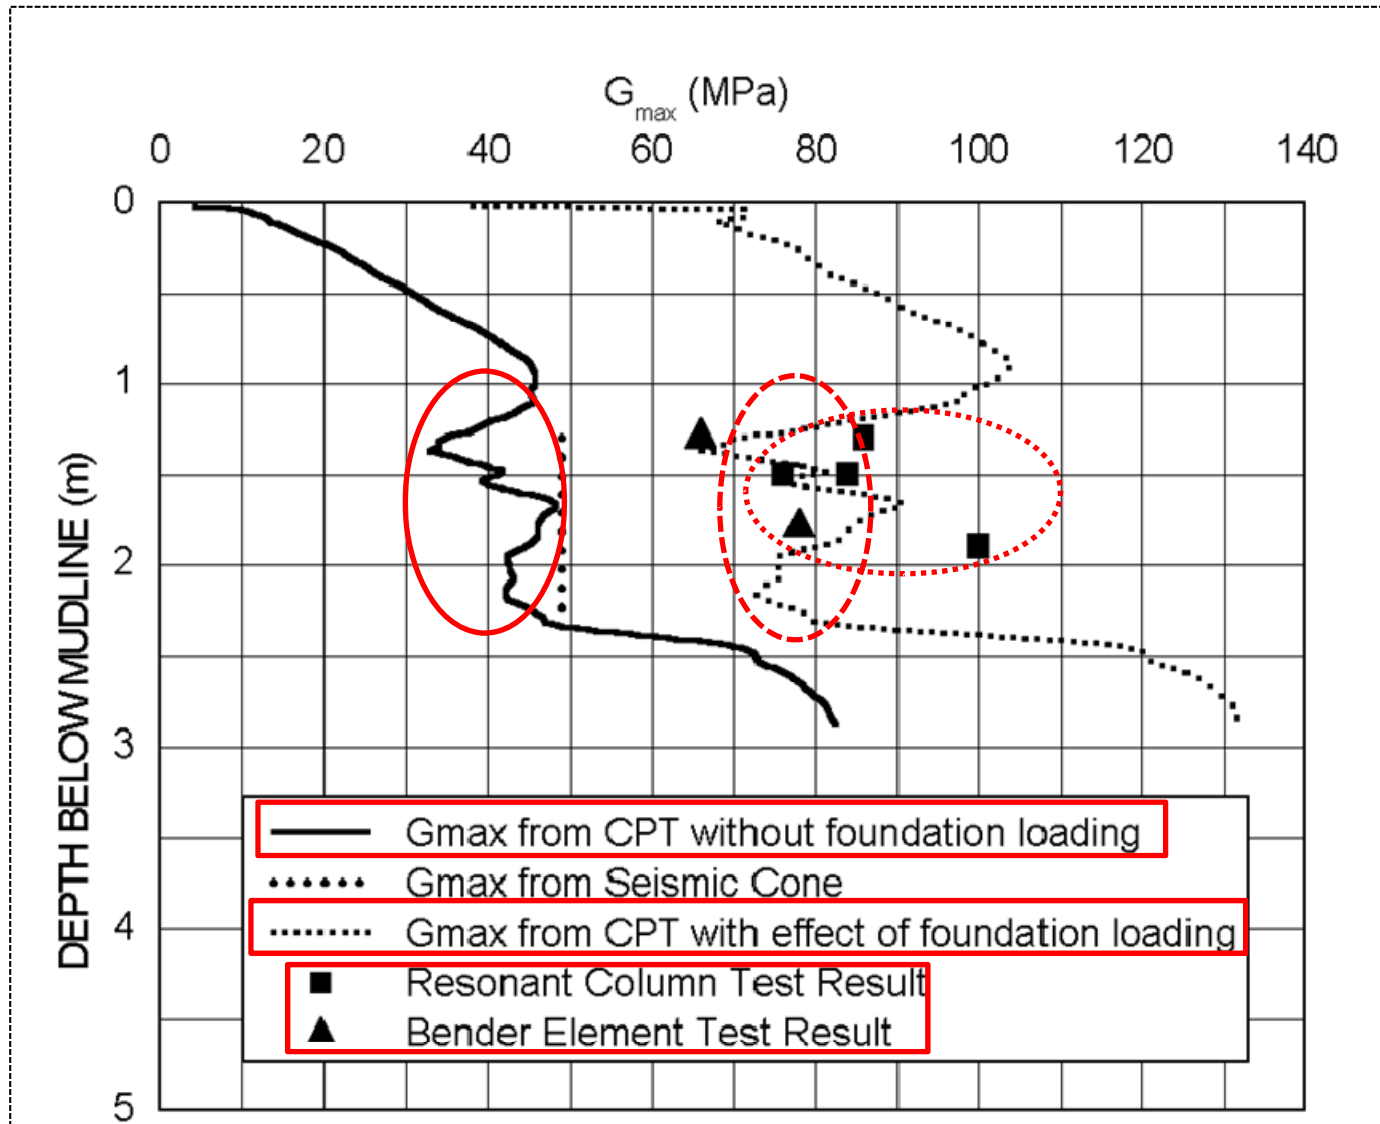 Gmax (MPa)
0 20 40 60 80 100 120 140
0
1
2
3
4
5
DEPTH BELOW MUDLINE (m)
Gmax from CPT without foundation loading
Gmax from Seismic Cone
Gmax from CPT with effect of foundation loading
Resonant Column Test Result
Bender Element Test Result